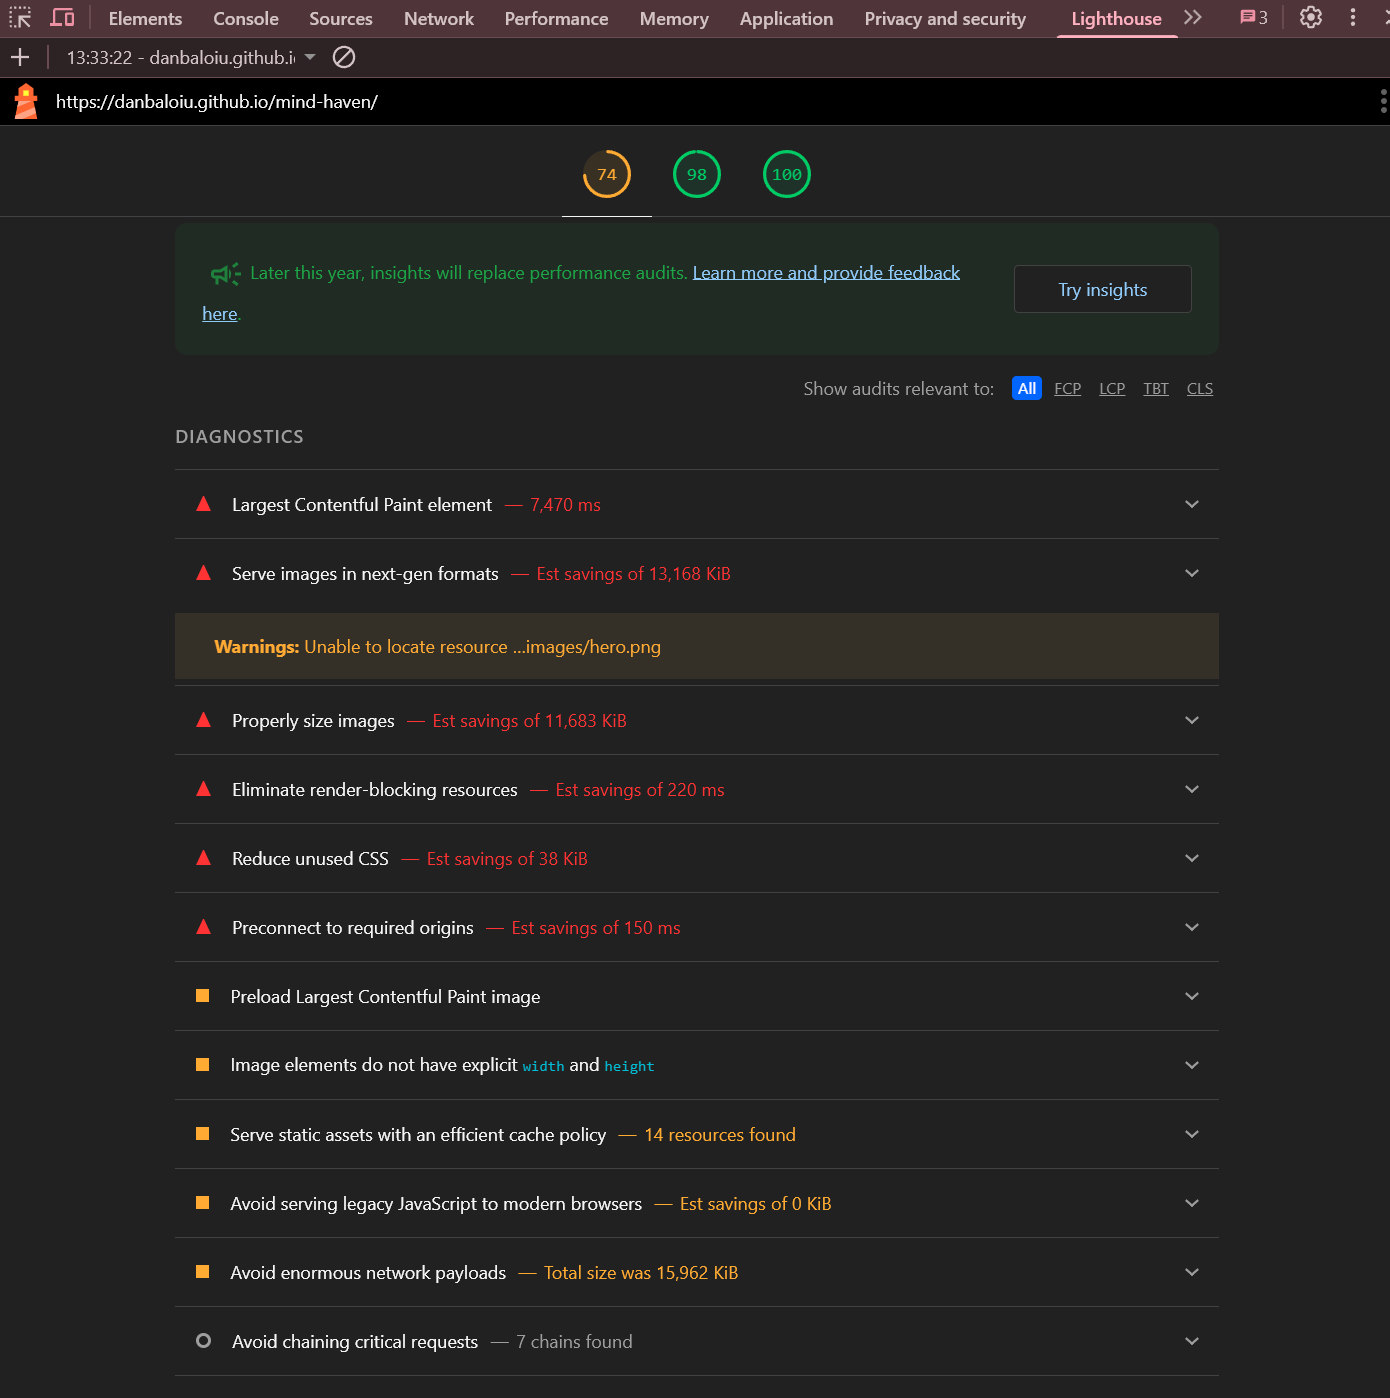 Elements Console Sources Network Performance Memory Application Privacy and security Lighthouse 3
13:33:22 - danbaloiu.github.i
https://danbaloiu.github.io/mind-haven/
74 98 100
Later this year, insights will replace performance audits. Learn more and provide feedback
here.
Try insights
Show audits relevant to: All FCP LCP TBT CLS
DIAGNOSTICS
Largest Contentful Paint element — 7,470 ms
Serve images in next-gen formats — Est savings of 13,168 KiB
Warnings: Unable to locate resource …images/hero.png
Properly size images — Est savings of 11,683 KiB
Eliminate render-blocking resources — Est savings of 220 ms
Reduce unused CSS — Est savings of 38 KiB
Preconnect to required origins — Est savings of 150 ms
Preload Largest Contentful Paint image
Image elements do not have explicit width and height
Serve static assets with an efficient cache policy — 14 resources found
Avoid serving legacy JavaScript to modern browsers — Est savings of 0 KiB
Avoid enormous network payloads — Total size was 15,962 KiB
Avoid chaining critical requests — 7 chains found